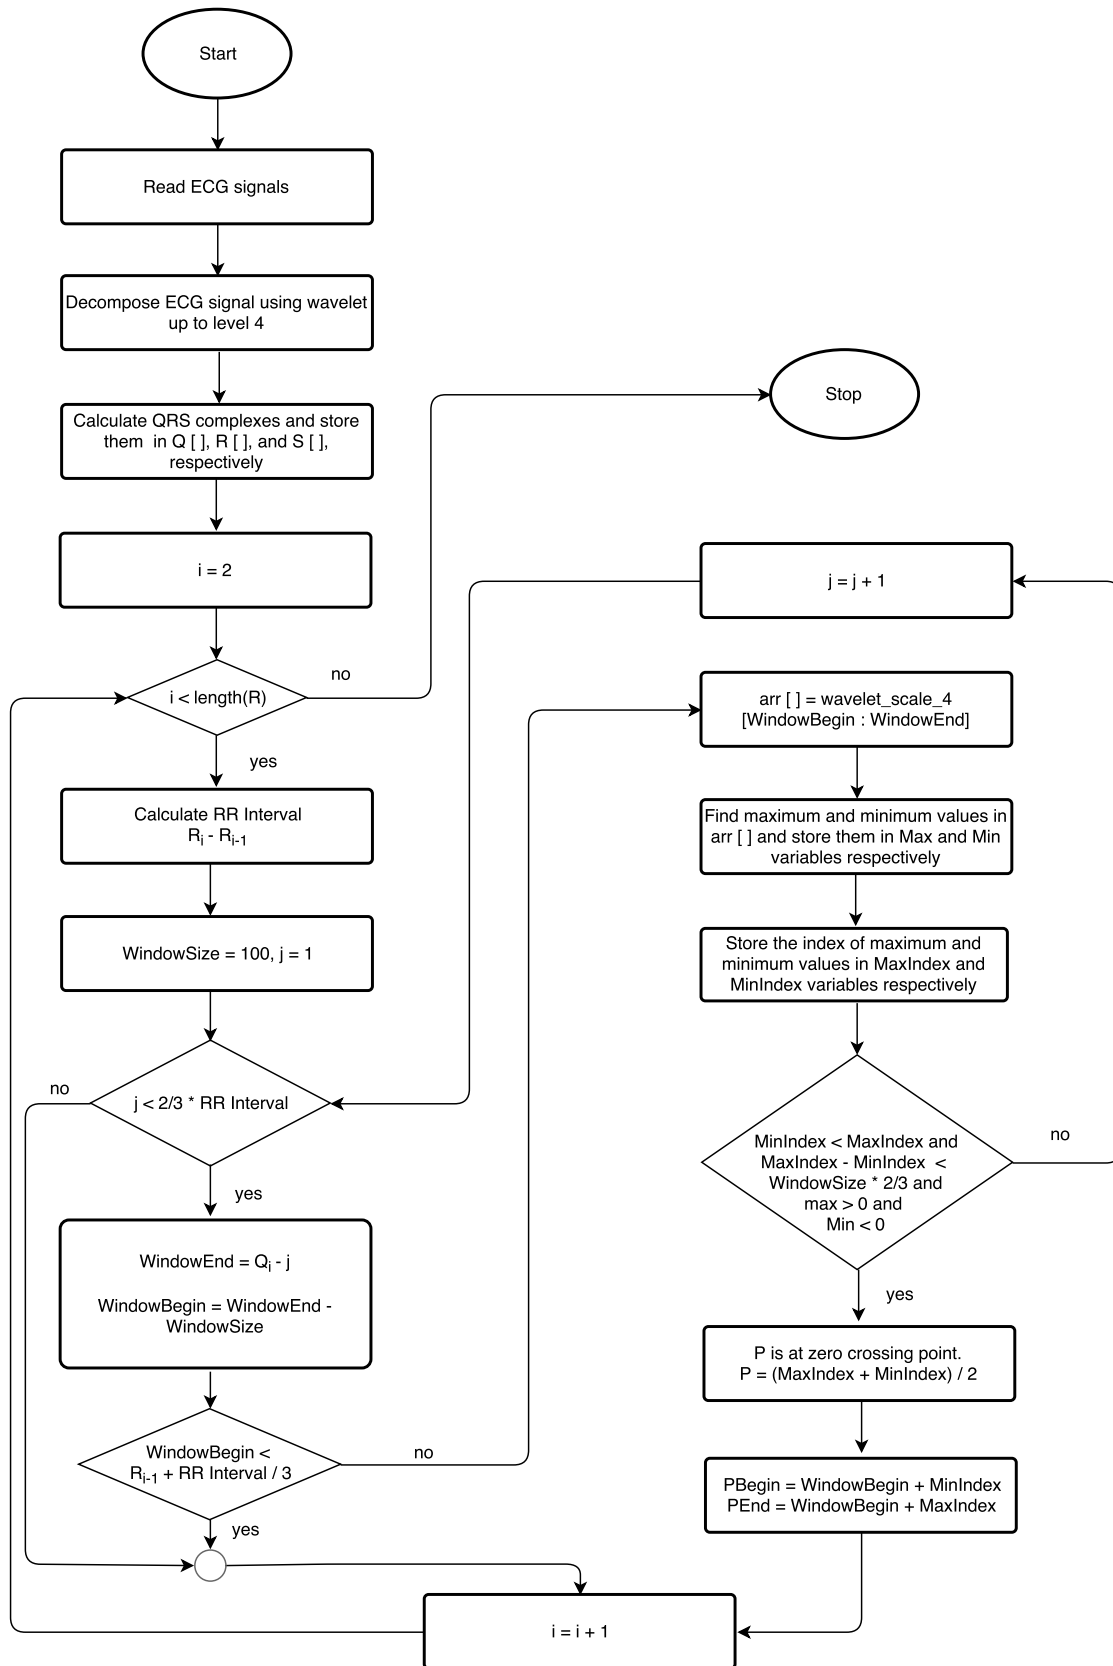 Start
Read ECG signals
Decompose ECG signal using wavelet
up to level 4
Calculate QRS complexes and store
them in Q [ ], R [ ], and S [ ],
respectively
i = 2
i < length(R)
no
yes
Calculate RR Interval
Ri - Ri-1
WindowSize = 100, j = 1
j < 2/3 * RR Interval
no
yes
WindowEnd = Qi - j
WindowBegin = WindowEnd -
WindowSize
WindowBegin <
Ri-1 + RR Interval / 3
no
yes
i = i + 1
Stop
j = j + 1
arr [ ] = wavelet_scale_4
[WindowBegin : WindowEnd]
Find maximum and minimum values in
arr [ ] and store them in Max and Min
variables respectively
Store the index of maximum and
minimum values in MaxIndex and
MinIndex variables respectively
MinIndex < MaxIndex and
MaxIndex - MinIndex <
WindowSize * 2/3 and
max > 0 and
Min < 0
no
yes
P is at zero crossing point.
P = (MaxIndex + MinIndex) / 2
PBegin = WindowBegin + MinIndex
PEnd = WindowBegin + MaxIndex